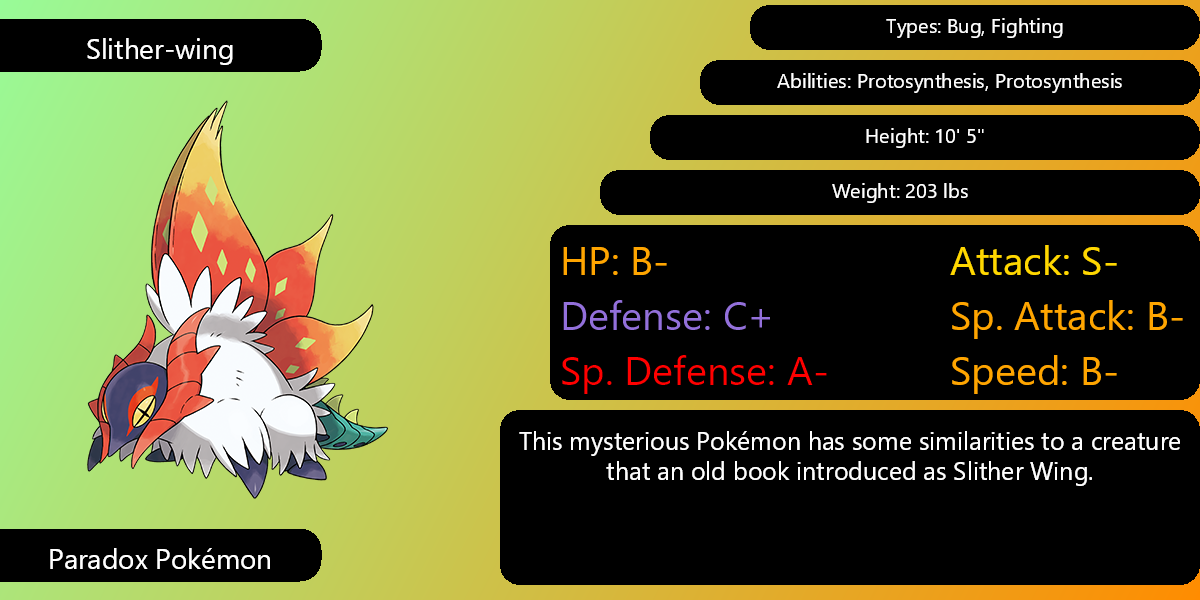 Slither-wing
Types: Bug, Fighting
Abilities: Protosynthesis, Protosynthesis
Height: 10' 5"
Weight: 203 lbs
HP: B-
Attack: S-
Defense: C+
Sp. Attack: B-
Sp. Defense: A-
Speed: B-
This mysterious Pokémon has some similarities to a creature
that an old book introduced as Slither Wing.
Paradox Pokémon